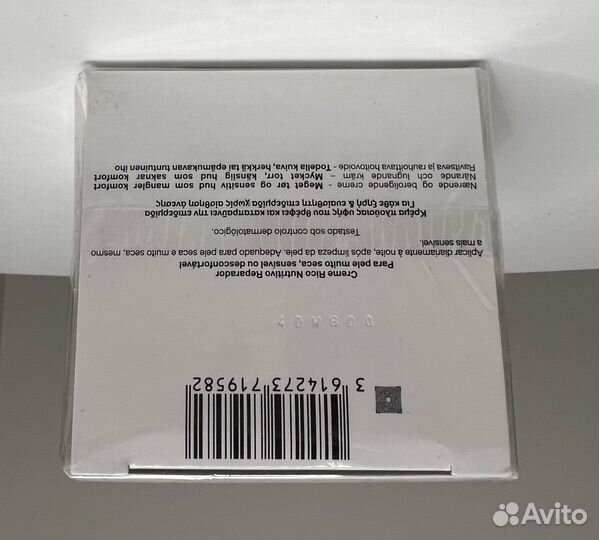 3 614273 719582
40W600
Creme Rico Nutritivo Reparador
Para pele muito seca, sensível ou desconfortável
Aplicar diariamente à noite, após limpeza da pele. Adequado para pele seca e muito seca, mesmo
a mais sensível.
Testado sob controlo dermatológico.
Κρέμα πλούσιας υφής που θρέφει και καταπραΰνει την επιδερμίδα
Για κάθε ξηρή & ευαίσθητη επιδερμίδα χωρίς αίσθηση άνεσης
Nærende og beroligende creme - Meget tør og sensitiv hud som mangler komfort
Närande och lugnande kräm – Mycket torr, känslig hud som saknar komfort
Ravitseva ja rauhoittava hoitovoide - Todella kuiva, herkkä tai epämukavan tuntuinen iho
Avito